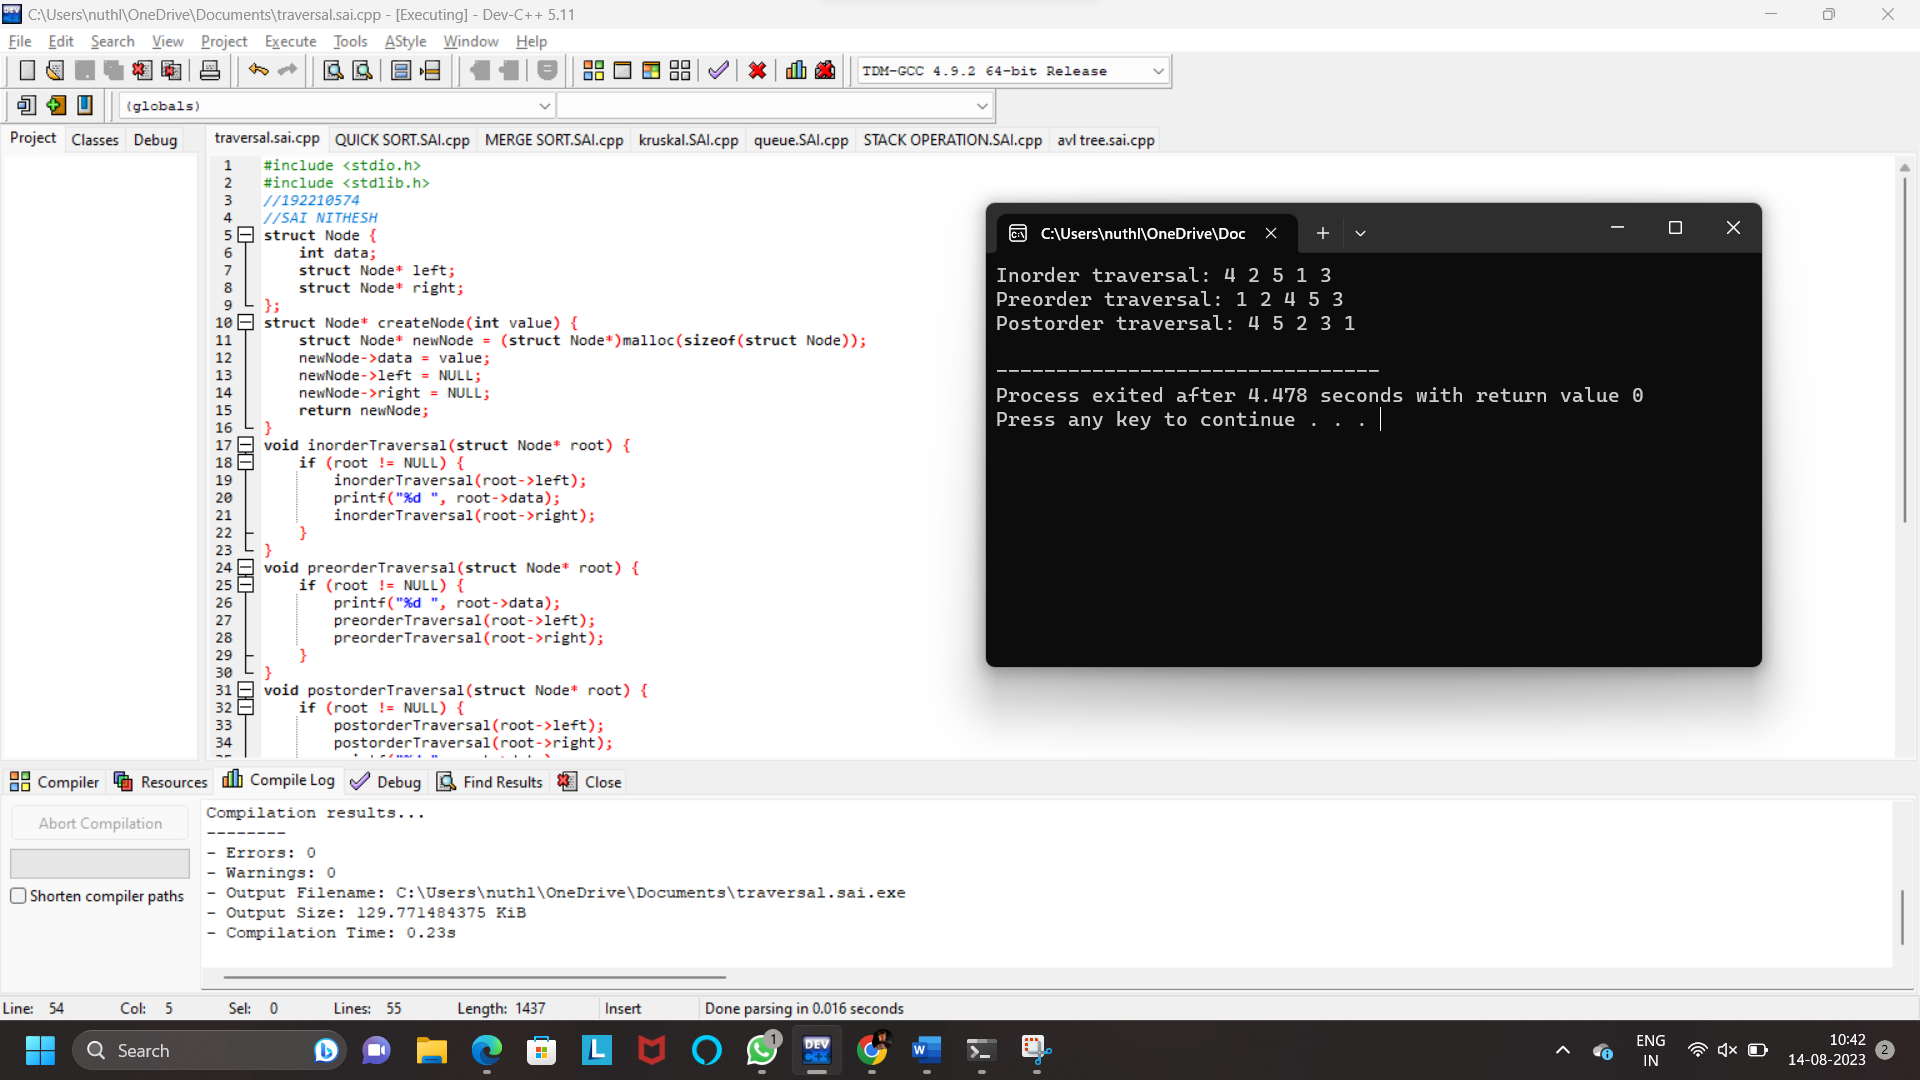 C:\Users\nuthl\OneDrive\Documents\traversal.sai.cpp - [Executing] - Dev-C++ 5.11
File Edit Search View Project Execute Tools AStyle Window Help
TDM-GCC 4.9.2 64-bit Release
(globals)
Project Classes Debug
traversal.sai.cpp QUICK SORT.SAI.cpp MERGE SORT.SAI.cpp kruskal.SAI.cpp queue.SAI.cpp STACK OPERATION.SAI.cpp avl tree.sai.cpp
1 #include <stdio.h>
2 #include <stdlib.h>
3 //192210574
4 //SAI NITHESH
5 struct Node {
6 int data;
7 struct Node* left;
8 struct Node* right;
9 };
10 struct Node* createNode(int value) {
11 struct Node* newNode = (struct Node*)malloc(sizeof(struct Node));
12 newNode->data = value;
13 newNode->left = NULL;
14 newNode->right = NULL;
15 return newNode;
16 }
17 void inorderTraversal(struct Node* root) {
18 if (root != NULL) {
19 inorderTraversal(root->left);
20 printf("%d ", root->data);
21 inorderTraversal(root->right);
22 }
23 }
24 void preorderTraversal(struct Node* root) {
25 if (root != NULL) {
26 printf("%d ", root->data);
27 preorderTraversal(root->left);
28 preorderTraversal(root->right);
29 }
30 }
31 void postorderTraversal(struct Node* root) {
32 if (root != NULL) {
33 postorderTraversal(root->left);
34 postorderTraversal(root->right);
C:\Users\nuthl\OneDrive\Doc
Inorder traversal: 4 2 5 1 3
Preorder traversal: 1 2 4 5 3
Postorder traversal: 4 5 2 3 1
--------------------------------
Process exited after 4.478 seconds with return value 0
Press any key to continue . . .
Compiler Resources Compile Log Debug Find Results Close
Abort Compilation
Shorten compiler paths
Compilation results...
--------
- Errors: 0
- Warnings: 0
- Output Filename: C:\Users\nuthl\OneDrive\Documents\traversal.sai.exe
- Output Size: 129.771484375 KiB
- Compilation Time: 0.23s
Line: 54 Col: 5 Sel: 0 Lines: 55 Length: 1437 Insert Done parsing in 0.016 seconds
Search
1
DEV
C++
ENG
IN
10:42
14-08-2023
2